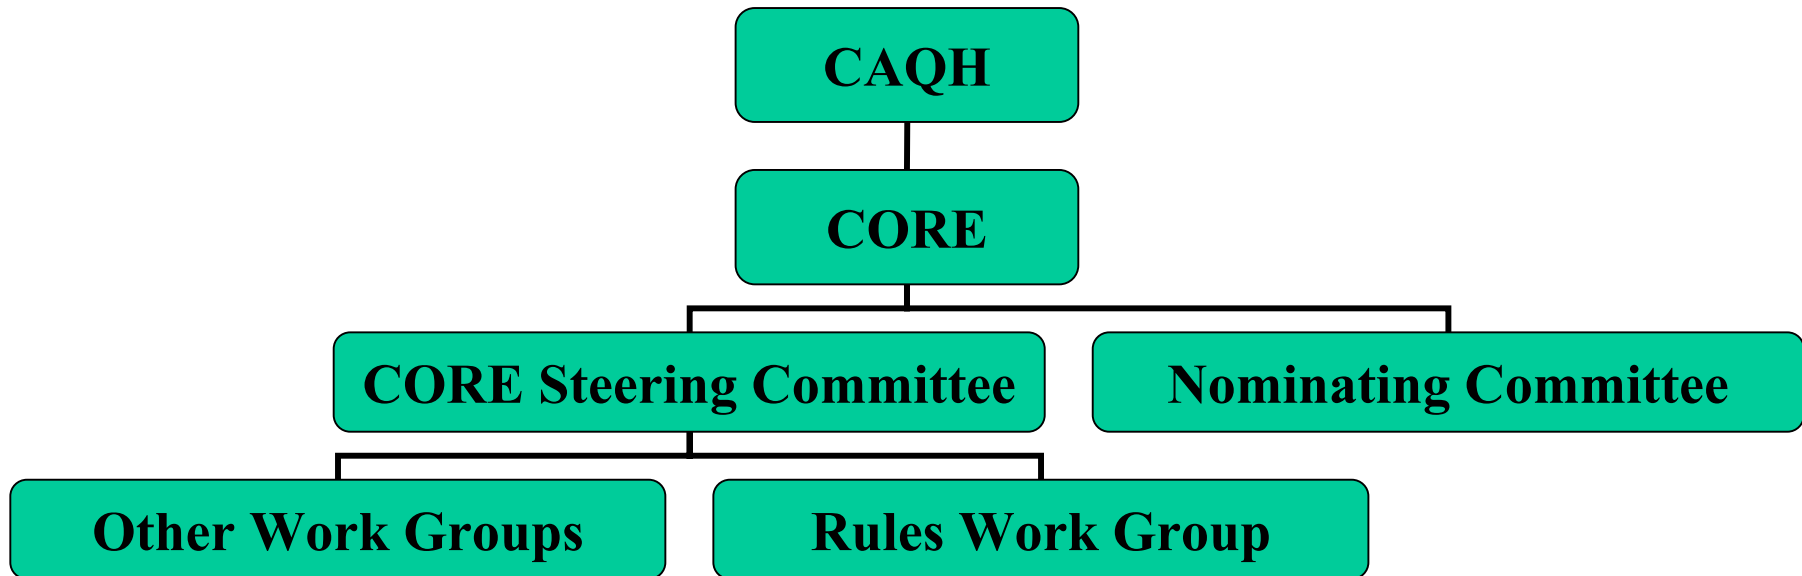 CAQH
CORE
CORE Steering Committee
Nominating Committee
Other Work Groups
Rules Work Group